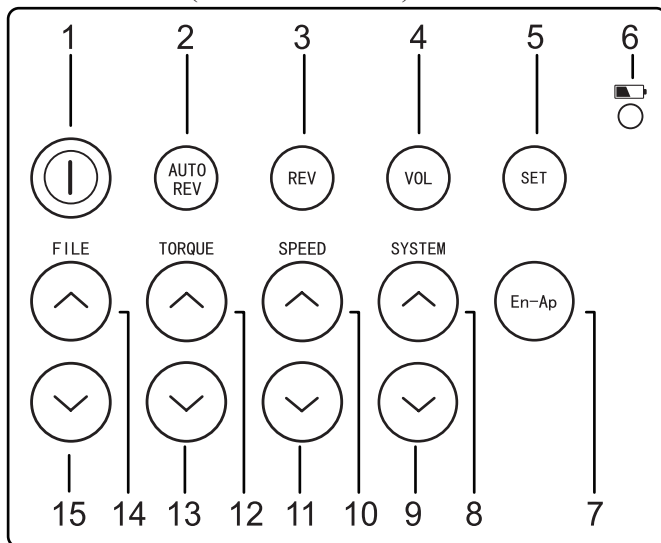 1 2 3 4 5 6
AUTO
REV
REV
VOL
SET
FILE TORQUE SPEED SYSTEM
En-Ap
15 14 13 12 11 10 9 8 7